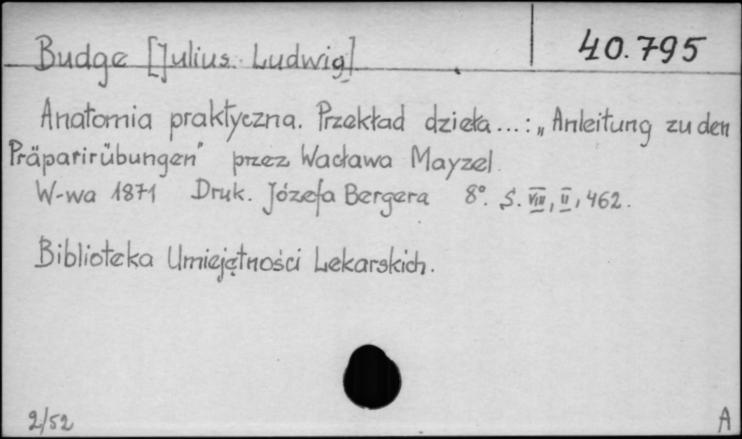 Budge [Julius Ludwig]
40.795
Anatomia praktyczna. Przekład dzieła...: „Anleitung zu den
Präparirübungen" przez Wacława Mayzel.
W-wa 1871 Druk. Józefa Bergera 8°. S. VIII, II, 462.
Biblioteka Umiejętności Lekarskich.
2/52
A